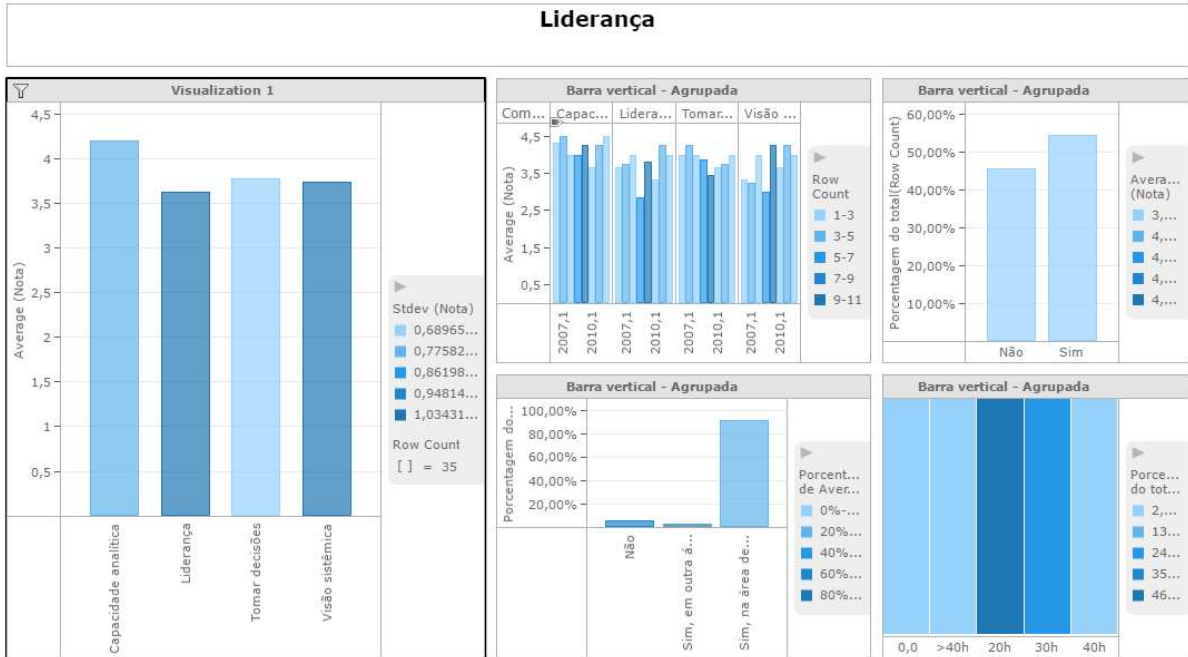 Liderança
Visualization 1
4,5
4
3,5
3
2,5
2
1,5
1
0,5
Average (Nota)
Capacidade analítica
Liderança
Tomar decisões
Visão sistêmica
Stdev (Nota)
0,68965...
0,77582...
0,86198...
0,94814...
1,03431...
Row Count
[ ] = 35
Barra vertical - Agrupada
Com...
Capac...
Lidera...
Tomar...
Visão ...
4,5
3,5
2,5
1,5
0,5
Average (Nota)
2007,1
2010,1
2007,1
2010,1
2007,1
2010,1
2007,1
2010,1
Row
Count
1-3
3-5
5-7
7-9
9-11
Barra vertical - Agrupada
60,00%
50,00%
40,00%
30,00%
20,00%
10,00%
Porcentagem do total(Row Count)
Não
Sim
Avera...
(Nota)
3,...
4,...
4,...
4,...
4,...
Barra vertical - Agrupada
100,00%
80,00%
60,00%
40,00%
20,00%
Porcentagem do...
Não
Sim, em outra á...
Sim, na área de...
Porcent...
de Aver...
0%-...
20%...
40%...
60%...
80%...
Barra vertical - Agrupada
0,0
>40h
20h
30h
40h
Porce...
do tot...
2,...
13...
24...
35...
46...